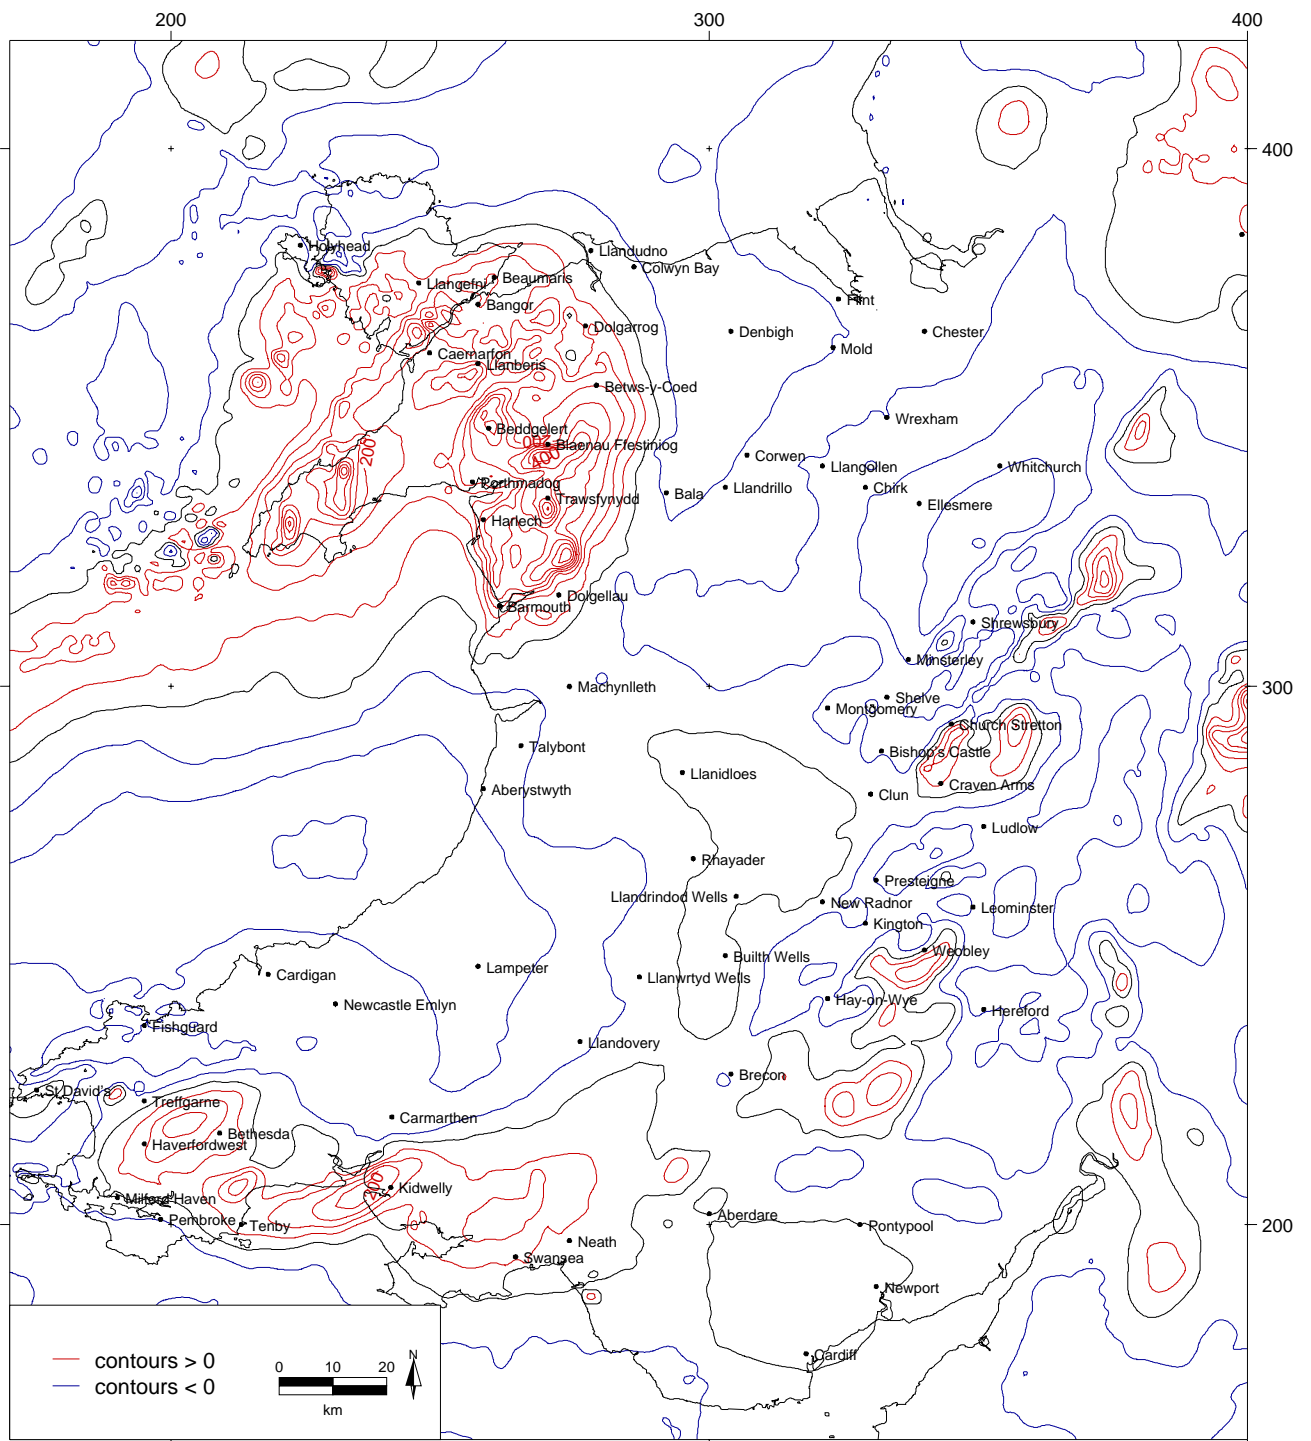 200 300 400
400
Holyhead
Llandudno
Colwyn Bay
Llangefni
Beaumaris
Bangor
Flint
Dolgarrog
Denbigh
Chester
Mold
Caernarfon
Llanberis
Betws-y-Coed
Wrexham
Beddgelert
200
200
Blaenau Ffestiniog
400
Corwen
Llangollen
Whitchurch
Porthmadog
Bala
Llandrillo
Chirk
Trawsfynydd
Ellesmere
Harlech
Dolgellau
Barmouth
Shrewsbury
Minsterley
300
Machynlleth
Shelve
Montgomery
Church Stretton
Talybont
Bishop's Castle
Llanidloes
Aberystwyth
Craven Arms
Clun
Ludlow
Rhayader
Presteigne
Llandrindod Wells
New Radnor
Leominster
Kington
Weobley
Builth Wells
Cardigan
Lampeter
Llanwrtyd Wells
Newcastle Emlyn
Hay-on-Wye
Hereford
Fishguard
Llandovery
Brecon
St David's
Treffgarne
Carmarthen
Bethesda
Haverfordwest
200
Kidwelly
Milford Haven
Pembroke
Tenby
0
Aberdare
Pontypool
200
Neath
Swansea
Newport
Cardiff
contours > 0
contours < 0
0 10 20
km
N